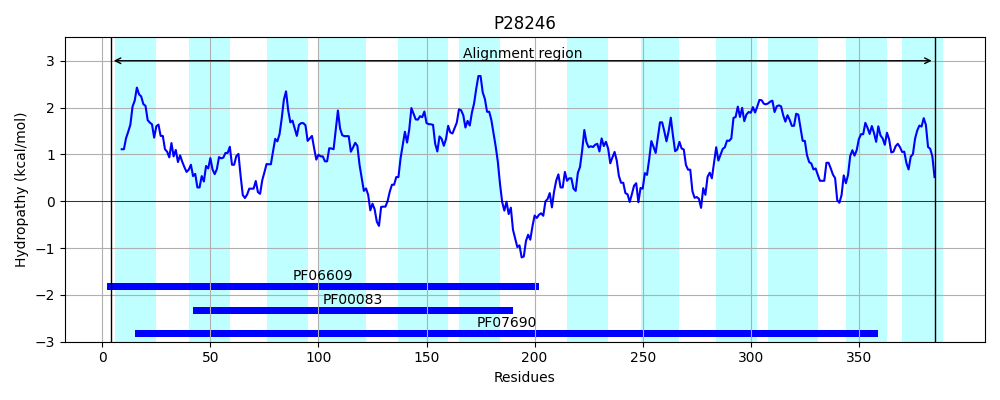 P28246
Alignment region
3
2
1
0
−1
−2
−3
Hydropathy (kcal/mol)
PF06609
PF00083
PF07690
0 50 100 150 200 250 300 350
Residues